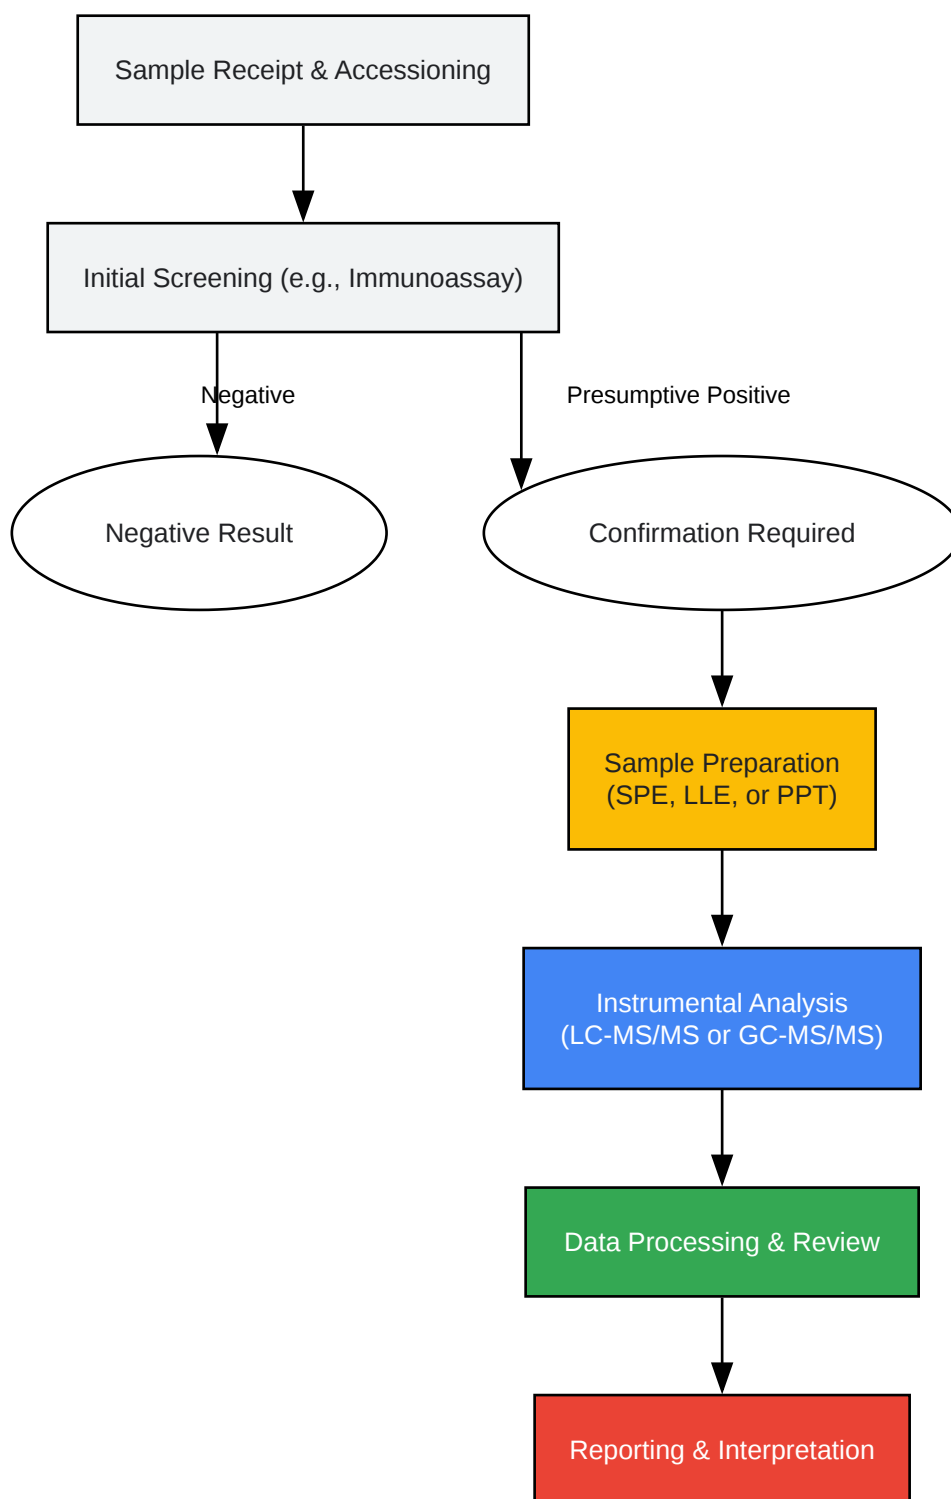 Sample Receipt & Accessioning
Initial Screening (e.g., Immunoassay)
Negative
Presumptive Positive
Negative Result
Confirmation Required
Sample Preparation
(SPE, LLE, or PPT)
Instrumental Analysis
(LC-MS/MS or GC-MS/MS)
Data Processing & Review
Reporting & Interpretation